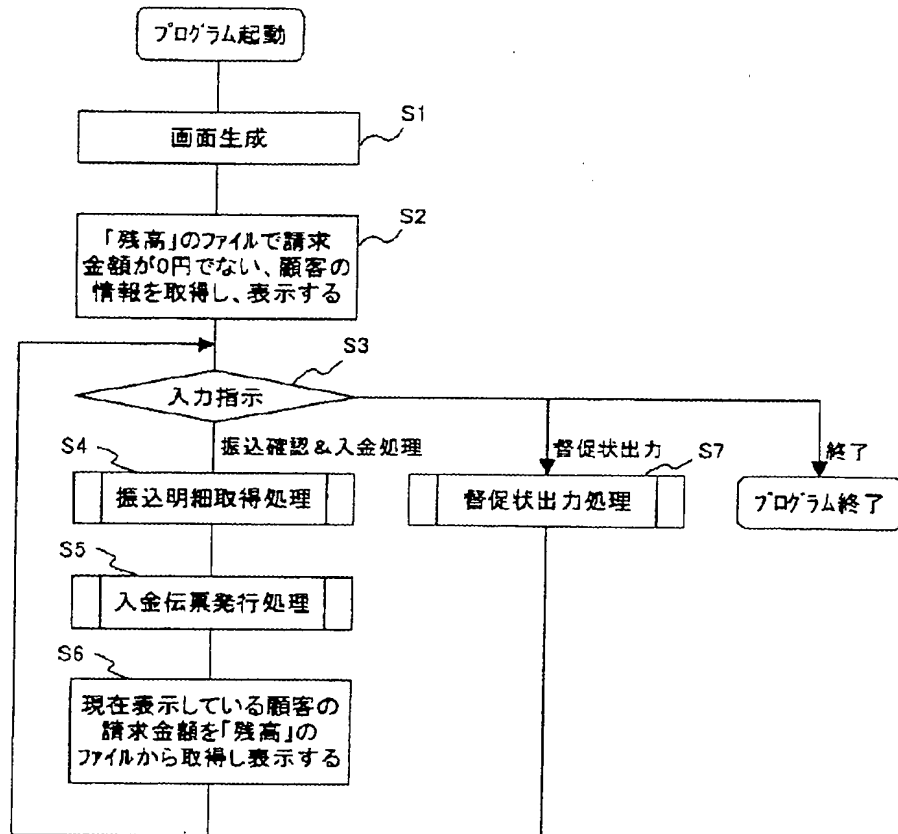 プログラム起動
S1
画面生成
S2
「残高」のファイルで請求
金額が0円でない、顧客の
情報を取得し、表示する
S3
入力指示
振込確認&入金処理
督促状出力
終了
S4
振込明細取得処理
S7
督促状出力処理
プログラム終了
S5
入金伝票発行処理
S6
現在表示している顧客の
請求金額を「残高」の
ファイルから取得し表示する